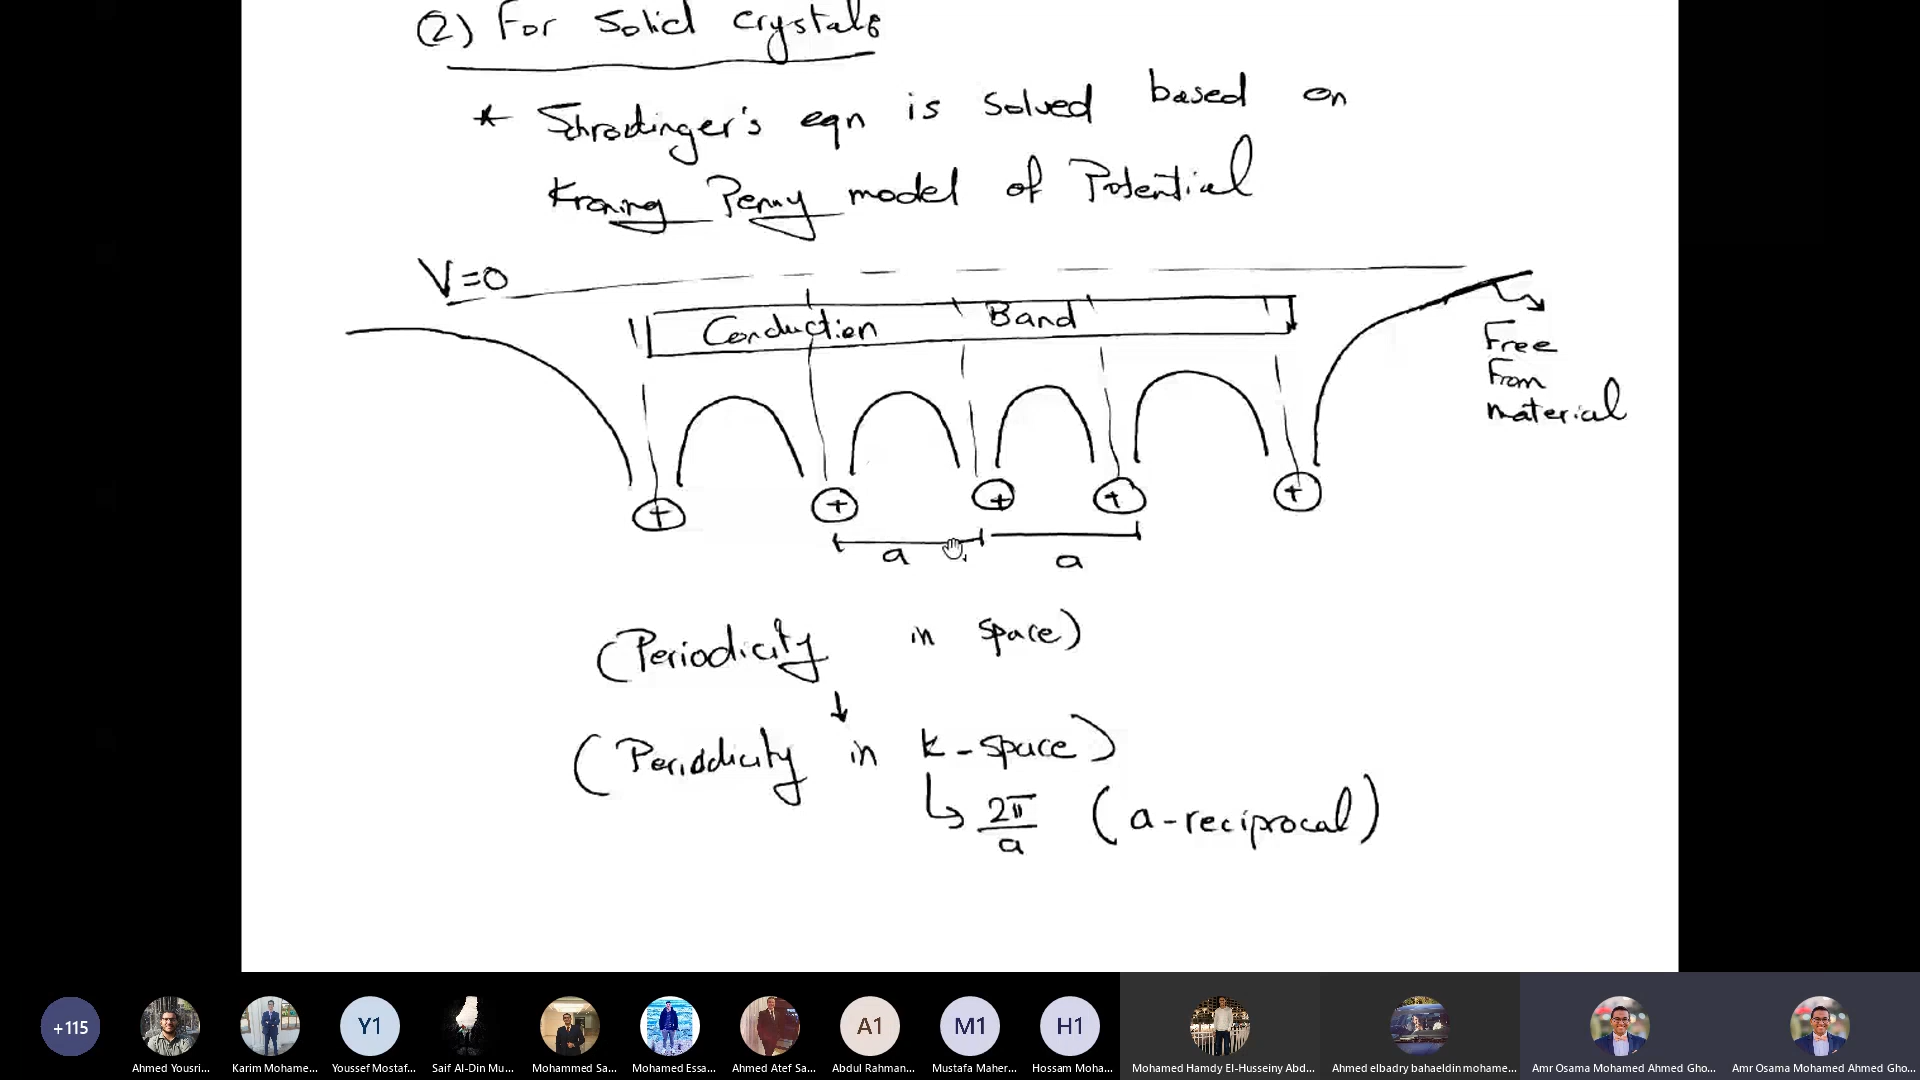 (2) For Solid crystals
* Schrodinger's eqn is solved based on
Kroning Penny model of Potential
V=0
Conduction Band
Free
From
material
+ + + + +
a a
(Periodicity in space)
↓
(Periodicity in k-space)
2π/a (a-reciprocal)
+115 Y1 A1 M1 H1
Ahmed Yousri... Karim Mohame... Youssef Mostaf... Saif Al-Din Mu... Mohammed Sa... Mohamed Essa... Ahmed Atef Sa... Abdul Rahman... Mustafa Maher... Hossam Moha... Mohamed Hamdy El-Husseiny Abd... Ahmed elbadry bahaeldin mohame... Amr Osama Mohamed Ahmed Gho... Amr Osama Mohamed Ahmed Gho...